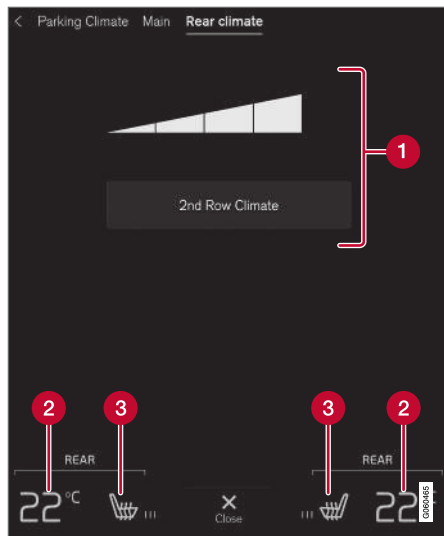 < Parking Climate Main Rear climate
1
2nd Row Climate
2 3 3 2
REAR REAR
22°C 22
Close
G060465